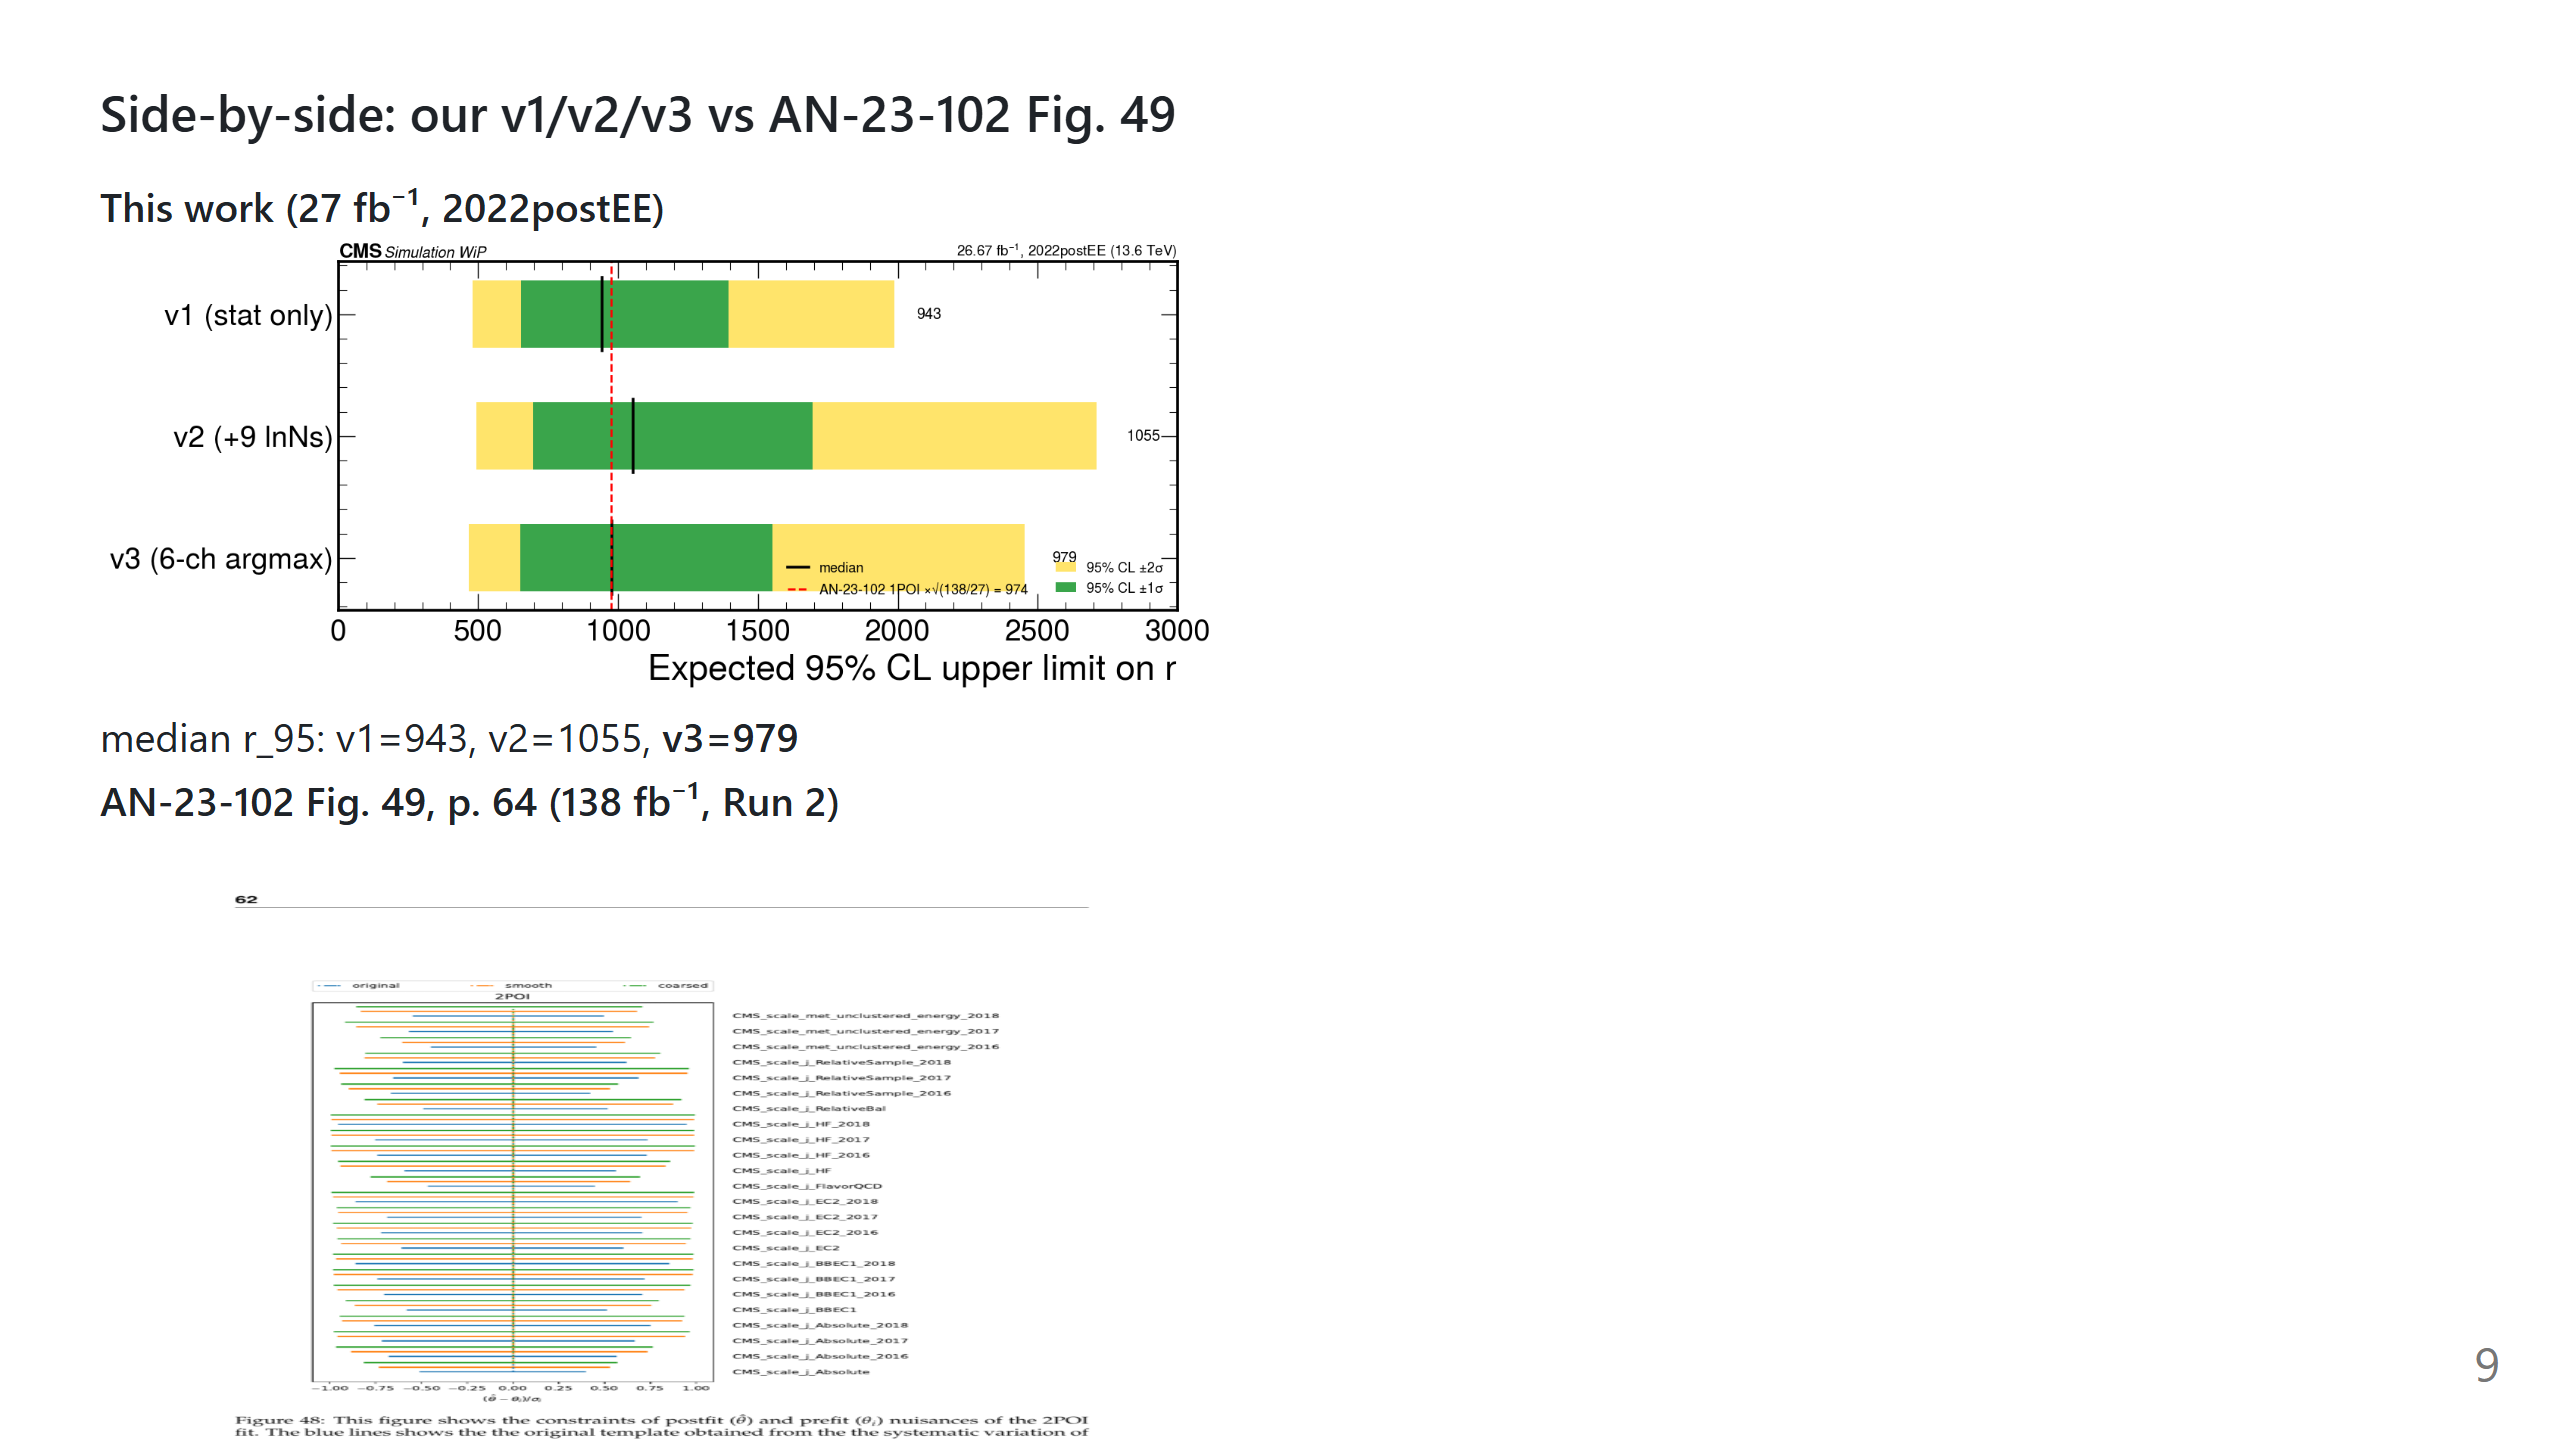 Side-by-side: our v1/v2/v3 vs AN-23-102 Fig. 49
This work (27 fb⁻¹, 2022postEE)
CMS Simulation WiP
26.67 fb⁻¹, 2022postEE (13.6 TeV)
v1 (stat only)
943
v2 (+9 lnNs)
1055
v3 (6-ch argmax)
979
median
95% CL ±2σ
AN-23-102 1POI ×√(138/27) = 974
95% CL ±1σ
0 500 1000 1500 2000 2500 3000
Expected 95% CL upper limit on r
median r_95: v1=943, v2=1055, v3=979
AN-23-102 Fig. 49, p. 64 (138 fb⁻¹, Run 2)
62
original smooth coarsed
2POI
CMS_scale_met_unclustered_energy_2018
CMS_scale_met_unclustered_energy_2017
CMS_scale_met_unclustered_energy_2016
CMS_scale_j_RelativeSample_2018
CMS_scale_j_RelativeSample_2017
CMS_scale_j_RelativeSample_2016
CMS_scale_j_RelativeBal
CMS_scale_j_HF_2018
CMS_scale_j_HF_2017
CMS_scale_j_HF_2016
CMS_scale_j_HF
CMS_scale_j_FlavorQCD
CMS_scale_j_EC2_2018
CMS_scale_j_EC2_2017
CMS_scale_j_EC2_2016
CMS_scale_j_EC2
CMS_scale_j_BBEC1_2018
CMS_scale_j_BBEC1_2017
CMS_scale_j_BBEC1_2016
CMS_scale_j_BBEC1
CMS_scale_j_Absolute_2018
CMS_scale_j_Absolute_2017
CMS_scale_j_Absolute_2016
CMS_scale_j_Absolute
−1.00 −0.75 −0.50 −0.25 0.00 0.25 0.50 0.75 1.00
(θ̂ − θᵢ)/σᵢ
Figure 48: This figure shows the constraints of postfit (θ̂) and prefit (θᵢ) nuisances of the 2POI
fit. The blue lines shows the the original template obtained from the the systematic variation of
9